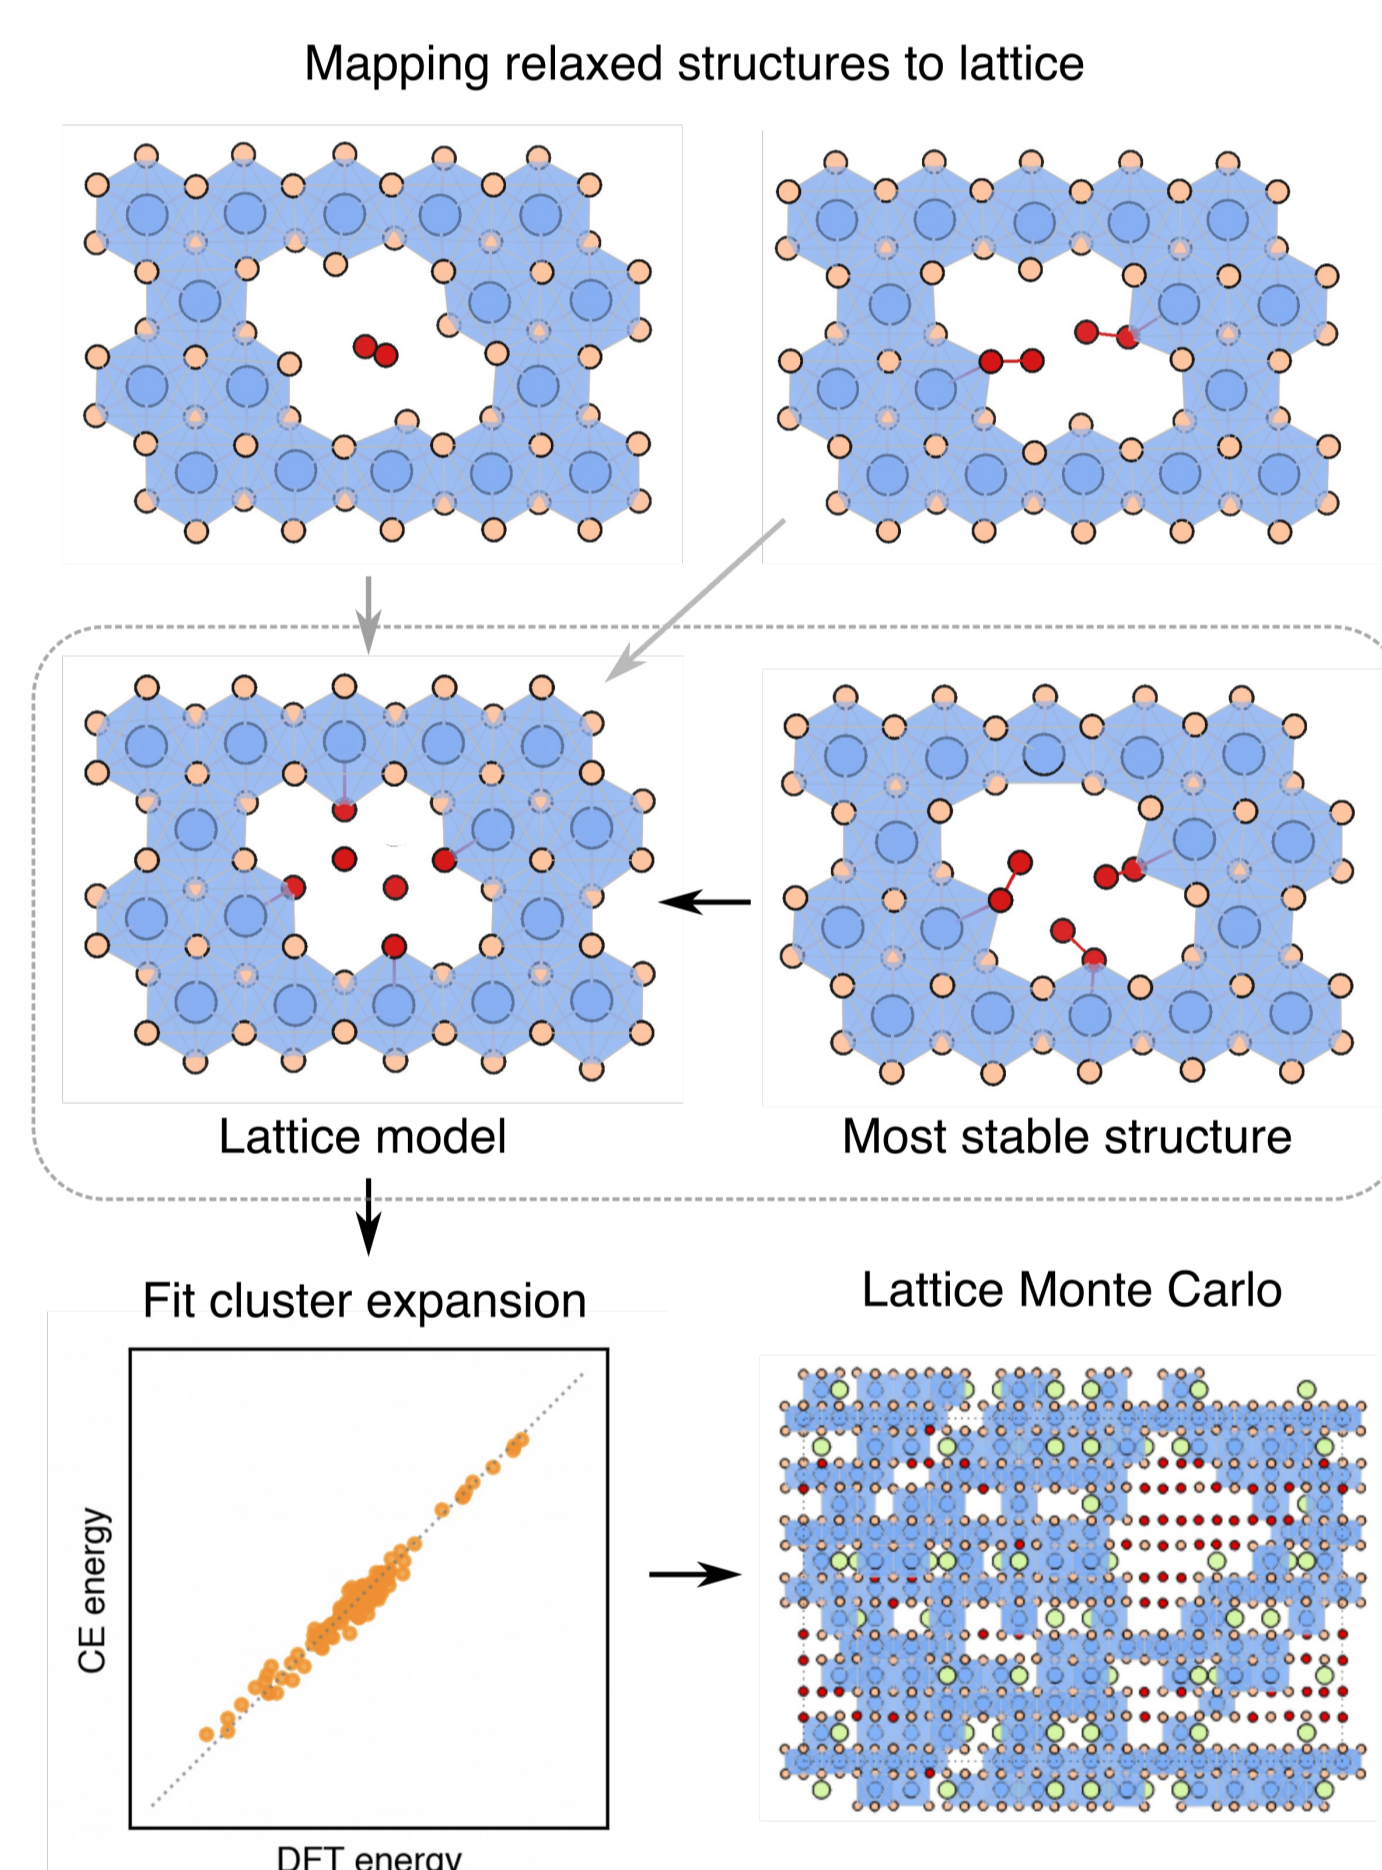 Mapping relaxed structures to lattice
Lattice model
Most stable structure
Fit cluster expansion
Lattice Monte Carlo
CE energy
DFT energy